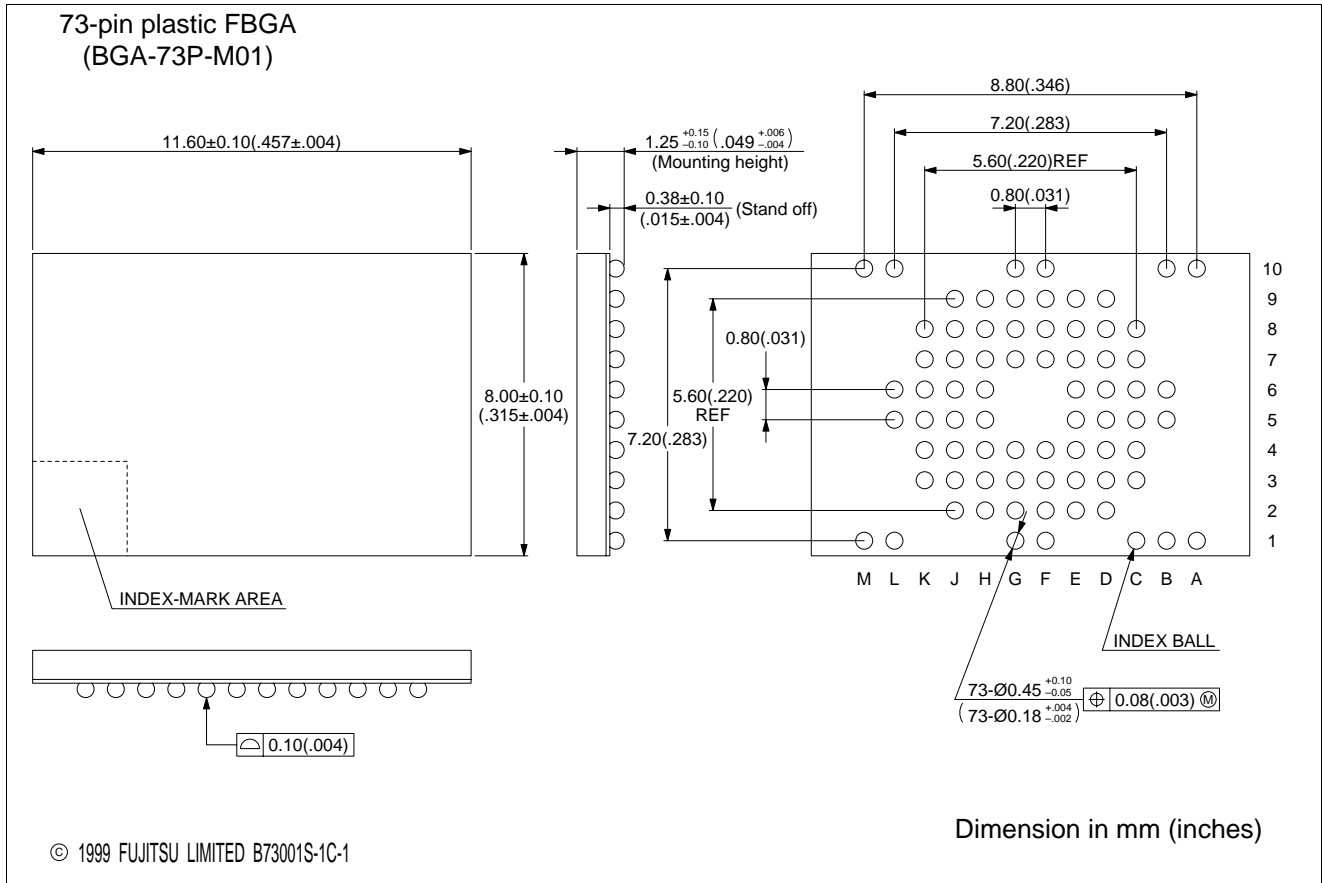 73-pin plastic FBGA
(BGA-73P-M01)
11.60±0.10(.457±.004)
1.25 +0.15 –0.10 (.049 +.006 –.004)
(Mounting height)
0.38±0.10
(.015±.004)
(Stand off)
8.80(.346)
7.20(.283)
5.60(.220)REF
0.80(.031)
10
9
8
7
6
5
4
3
2
1
0.80(.031)
5.60(.220)
REF
7.20(.283)
8.00±0.10
(.315±.004)
INDEX-MARK AREA
M L K J H G F E D C B A
INDEX BALL
73-Ø0.45 +0.10 –0.05
(73-Ø0.18 +.004 –.002)
⌖ 0.08(.003) Ⓜ
⌓ 0.10(.004)
Dimension in mm (inches)
© 1999 FUJITSU LIMITED B73001S-1C-1